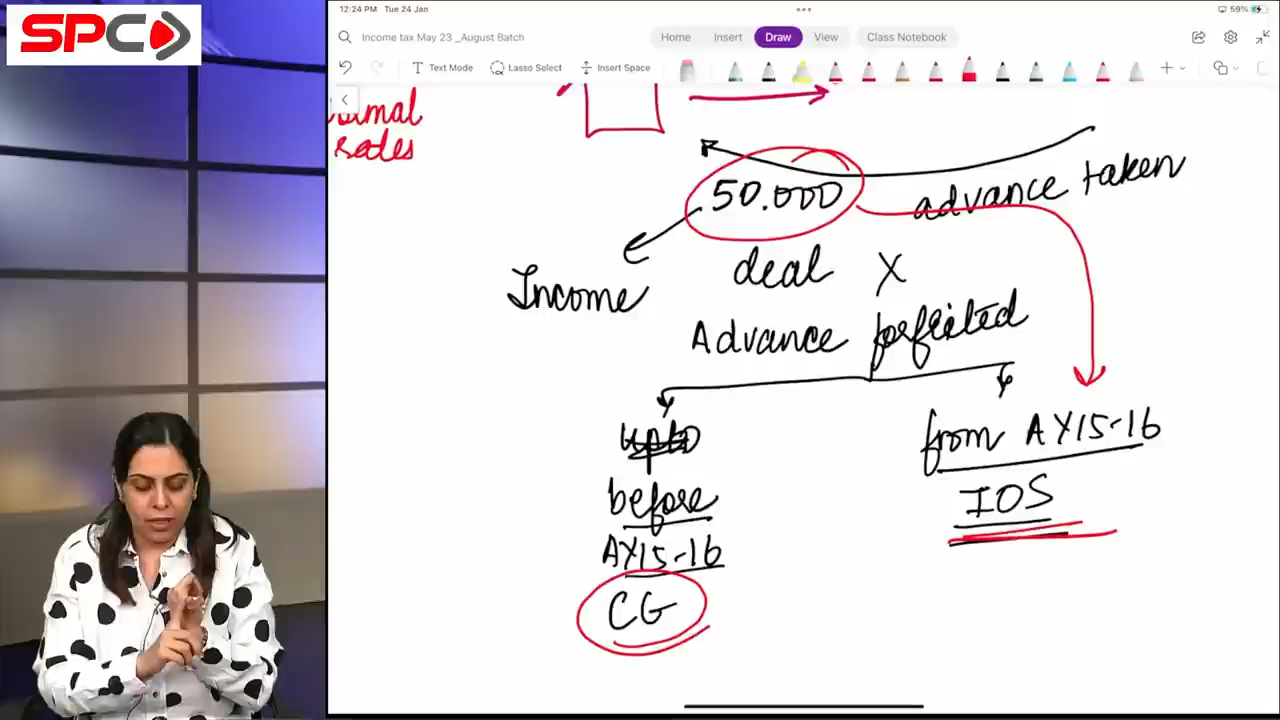 SPC
12:24 PM Tue 24 Jan
59%
Income tax May 23 _August Batch
Home Insert Draw View Class Notebook
Text Mode Lasso Select Insert Space
rates
50.000 advance taken
Income deal X
Advance forfeited
upto
before
AY15-16
CG
from AY15-16
IOS